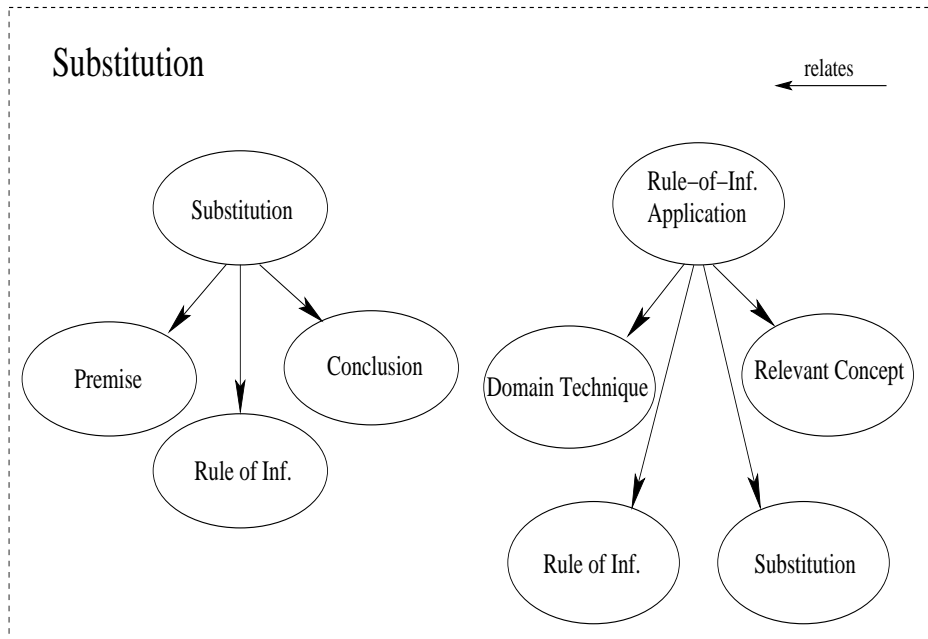 Substitution
relates
Substitution
Rule−of−Inf.
Application
Premise
Conclusion
Rule of Inf.
Domain Technique
Relevant Concept
Rule of Inf.
Substitution